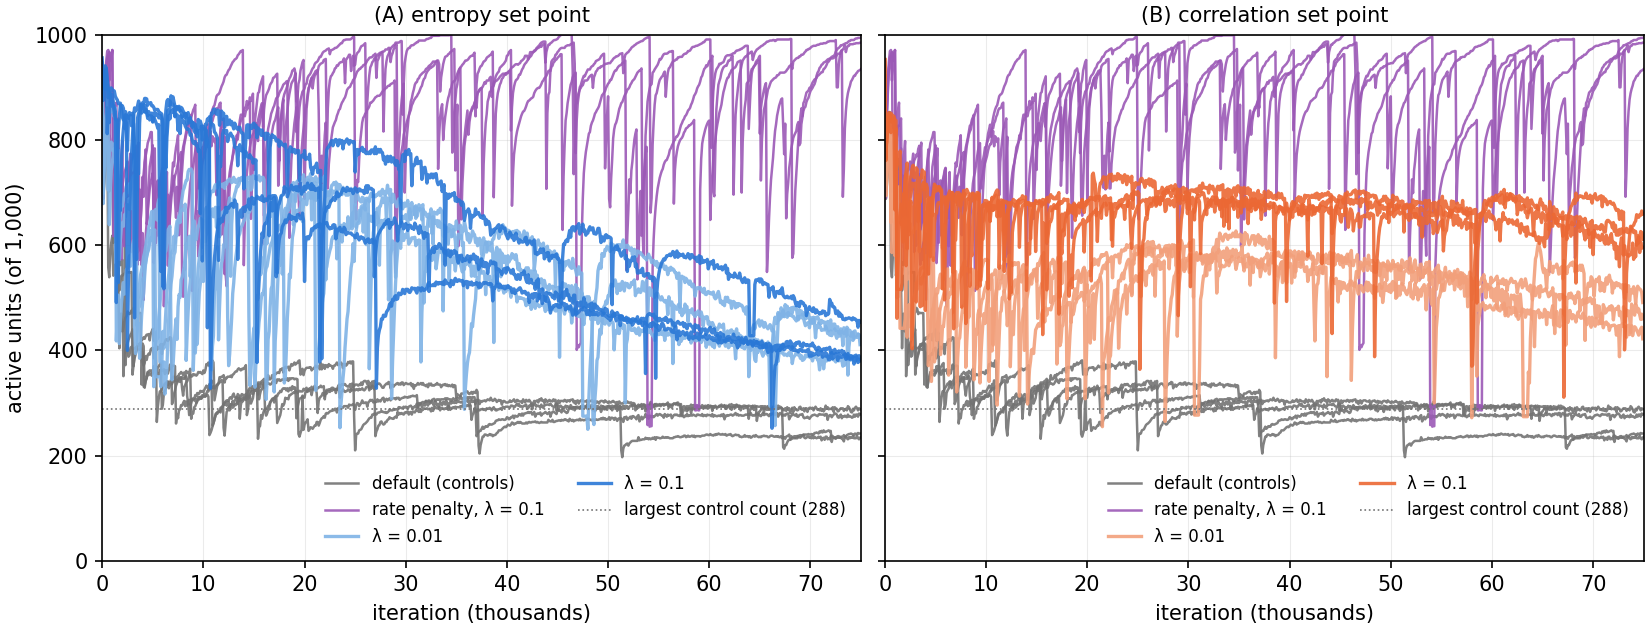 (A) entropy set point
(B) correlation set point
active units (of 1,000)
1000
800
600
400
200
0
default (controls)
rate penalty, λ = 0.1
λ = 0.01
λ = 0.1
largest control count (288)
0 10 20 30 40 50 60 70
iteration (thousands)
default (controls)
rate penalty, λ = 0.1
λ = 0.01
λ = 0.1
largest control count (288)
0 10 20 30 40 50 60 70
iteration (thousands)